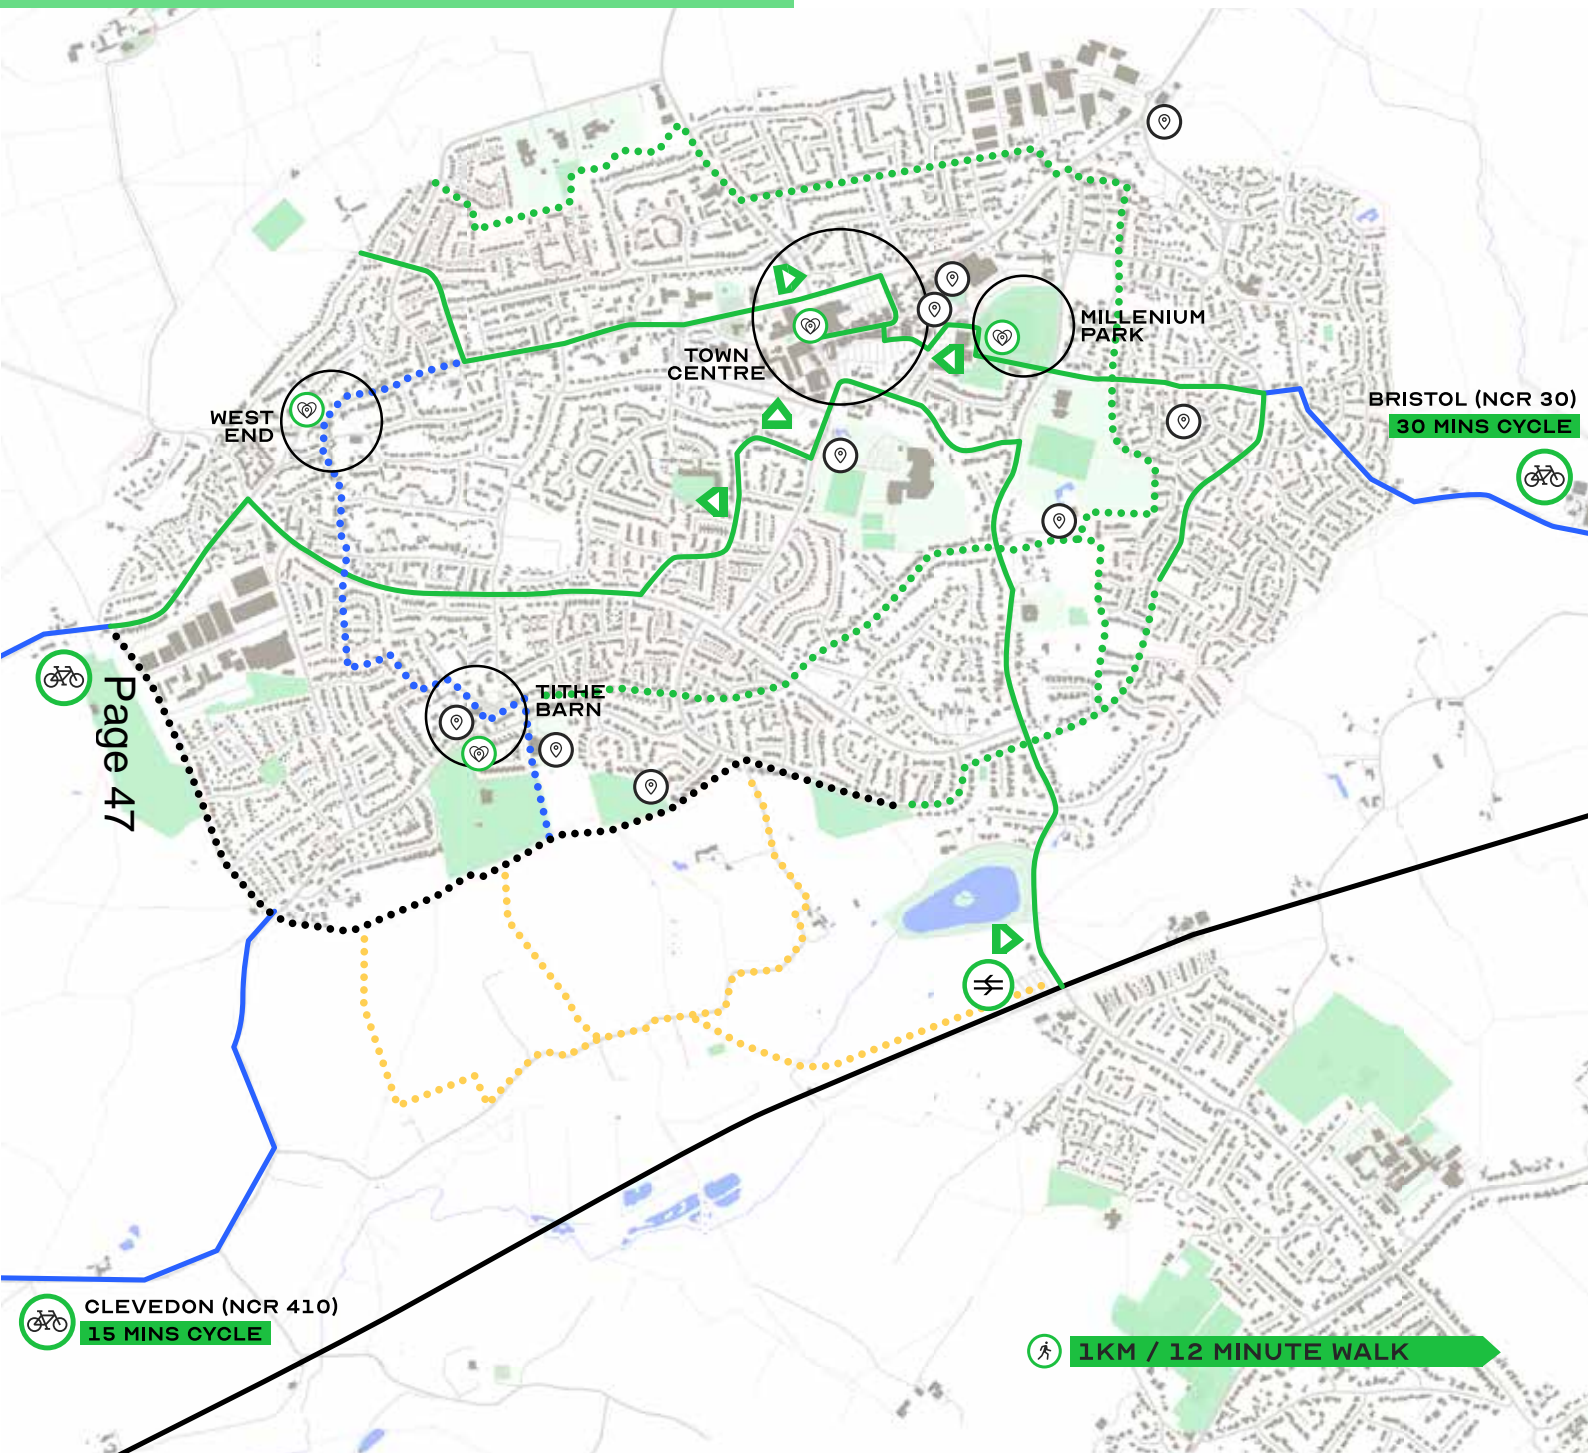 MILLENIUM
PARK
TOWN
CENTRE
BRISTOL (NCR 30)
30 MINS CYCLE
WEST
END
Page 47
TITHE
BARN
CLEVEDON (NCR 410)
15 MINS CYCLE
1KM / 12 MINUTE WALK